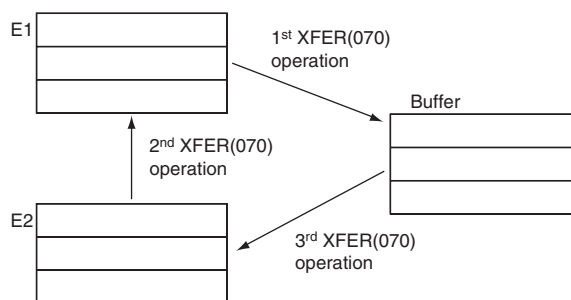 E1
1st XFER(070)
operation
Buffer
2nd XFER(070)
operation
E2
3rd XFER(070)
operation